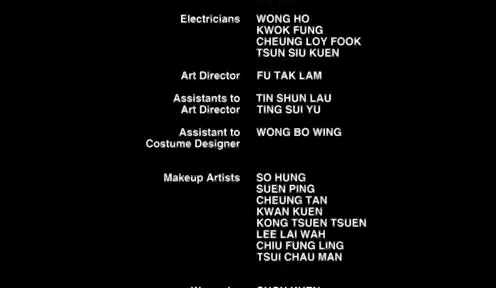 Electricians WONG HO
KWOK FUNG
CHEUNG LOY FOOK
TSUN SIU KUEN
Art Director FU TAK LAM
Assistants to TIN SHUN LAU
Art Director TING SUI YU
Assistant to WONG BO WING
Costume Designer
Makeup Artists SO HUNG
SUEN PING
CHEUNG TAN
KWAN KUEN
KONG TSUEN TSUEN
LEE LAI WAH
CHIU FUNG LING
TSUI CHAU MAN